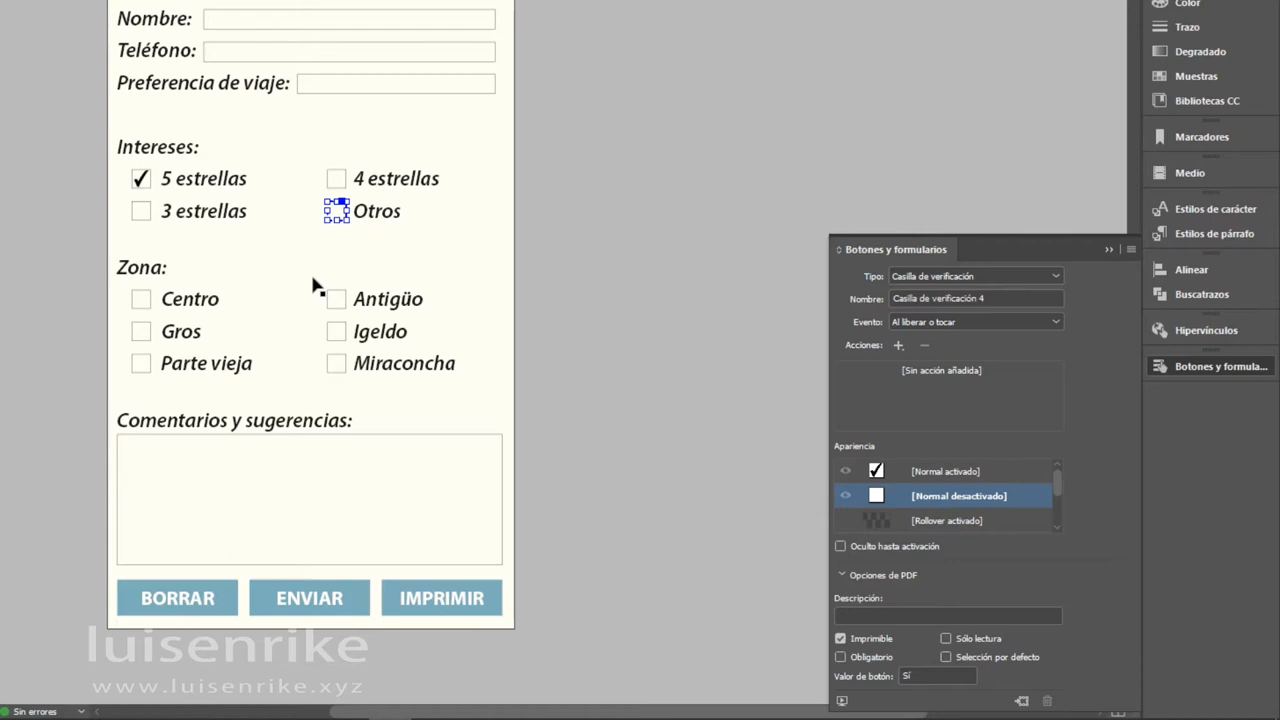 Nombre:
Teléfono:
Preferencia de viaje:
Intereses:
5 estrellas
4 estrellas
3 estrellas
Otros
Zona:
Centro
Antigüo
Gros
Igeldo
Parte vieja
Miraconcha
Comentarios y sugerencias:
BORRAR
ENVIAR
IMPRIMIR
luisenrike
www.luisenrike.xyz
Sin errores
Botones y formularios
Tipo: Casilla de verificación
Nombre: Casilla de verificación 4
Evento: Al liberar o tocar
Acciones:
[Sin acción añadida]
Apariencia
[Normal activado]
[Normal desactivado]
[Rollover activado]
Oculto hasta activación
Opciones de PDF
Descripción:
Imprimible
Sólo lectura
Obligatorio
Selección por defecto
Valor de botón: Sí
Color
Trazo
Degradado
Muestras
Bibliotecas CC
Marcadores
Medio
Estilos de carácter
Estilos de párrafo
Alinear
Buscatrazos
Hipervínculos
Botones y formula...